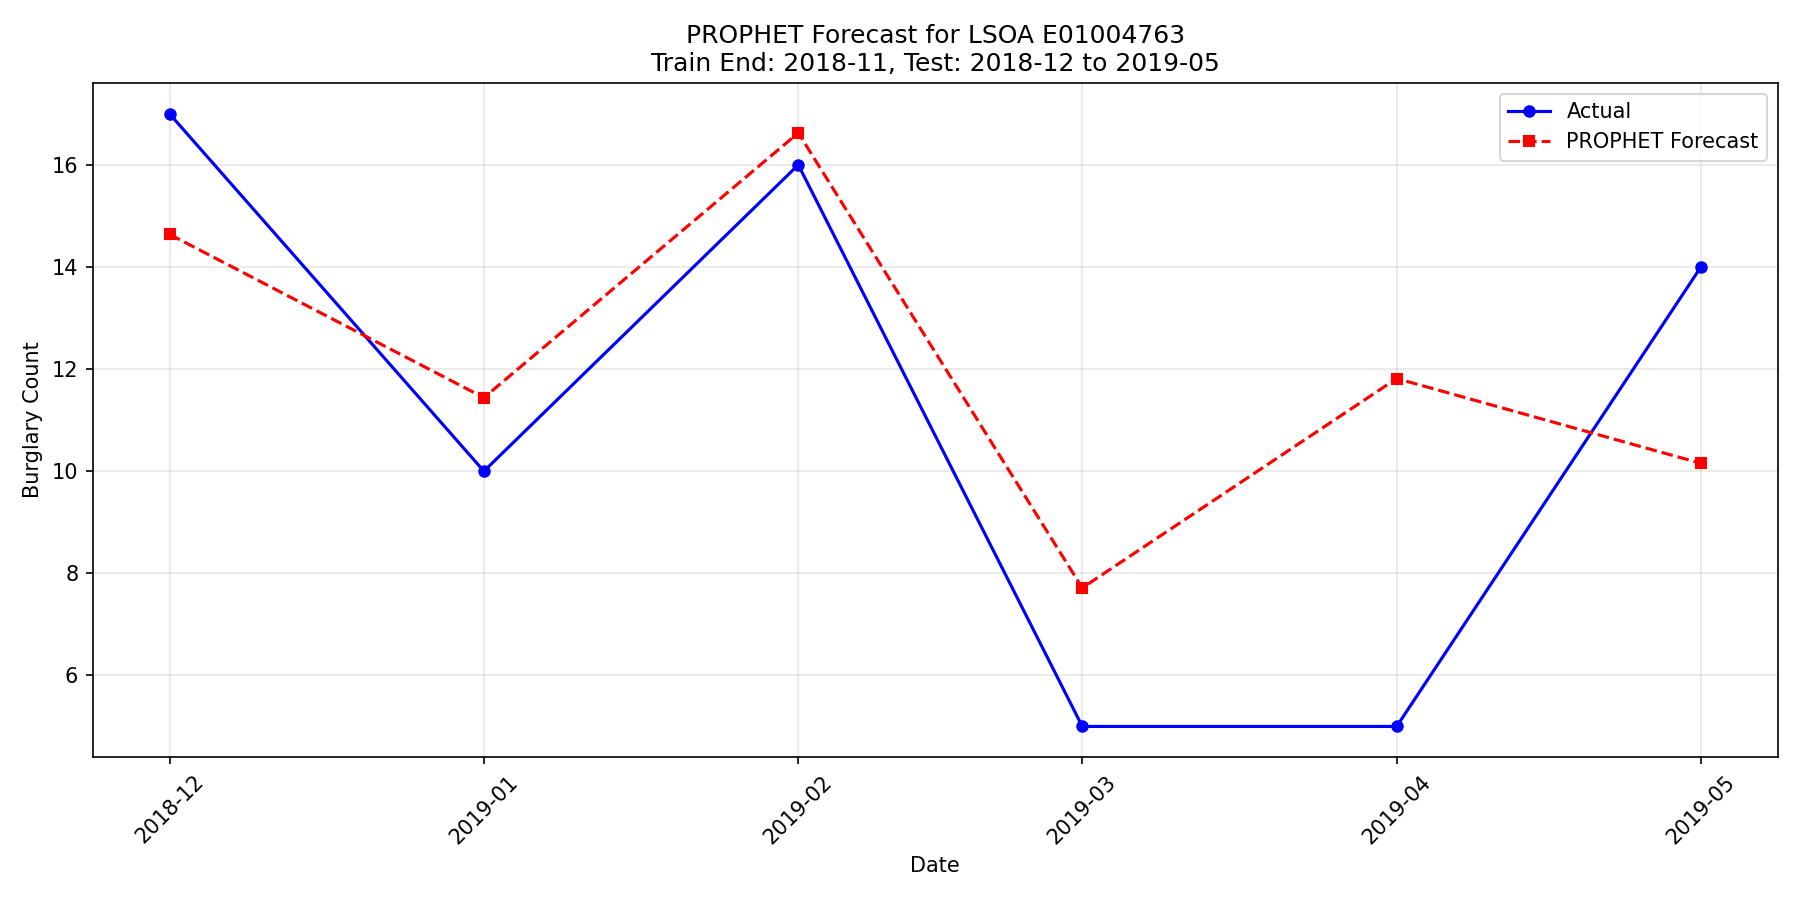 PROPHET Forecast for LSOA E01004763
Train End: 2018-11, Test: 2018-12 to 2019-05
Actual
PROPHET Forecast
Burglary Count
16
14
12
10
8
6
2018-12
2019-01
2019-02
2019-03
2019-04
2019-05
Date